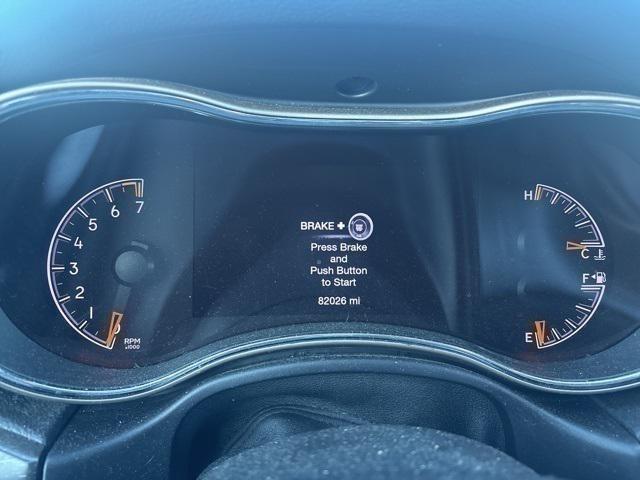 BRAKE +
Press Brake
and
Push Button
to Start
82026 mi
7
6
5
4
3
2
1
0
RPM
x1000
H
C
F
E